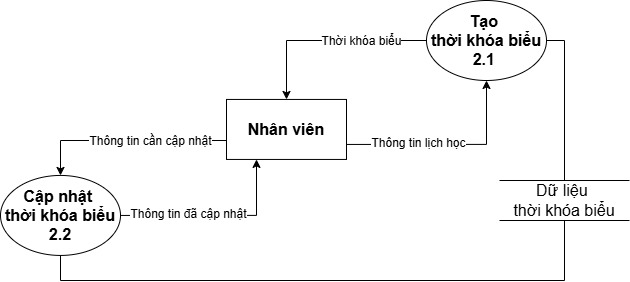 Tạo
thời khóa biểu
2.1
Thời khóa biểu
Nhân viên
Thông tin cần cập nhật
Thông tin lịch học
Cập nhật
thời khóa biểu
2.2
Thông tin đã cập nhật
Dữ liệu
thời khóa biểu